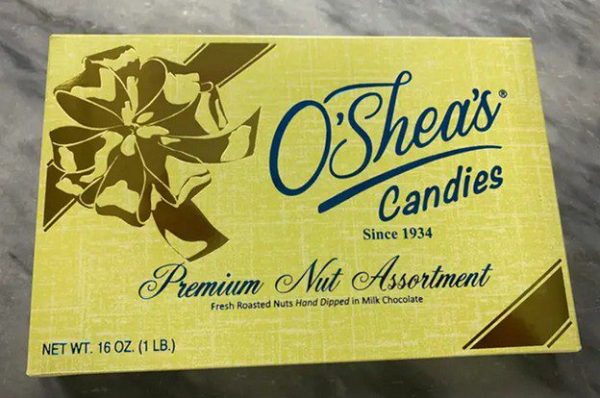 O'Shea's®
Candies
Since 1934
Premium Nut Assortment
Fresh Roasted Nuts Hand Dipped in Milk Chocolate
NET WT. 16 OZ. (1 LB.)